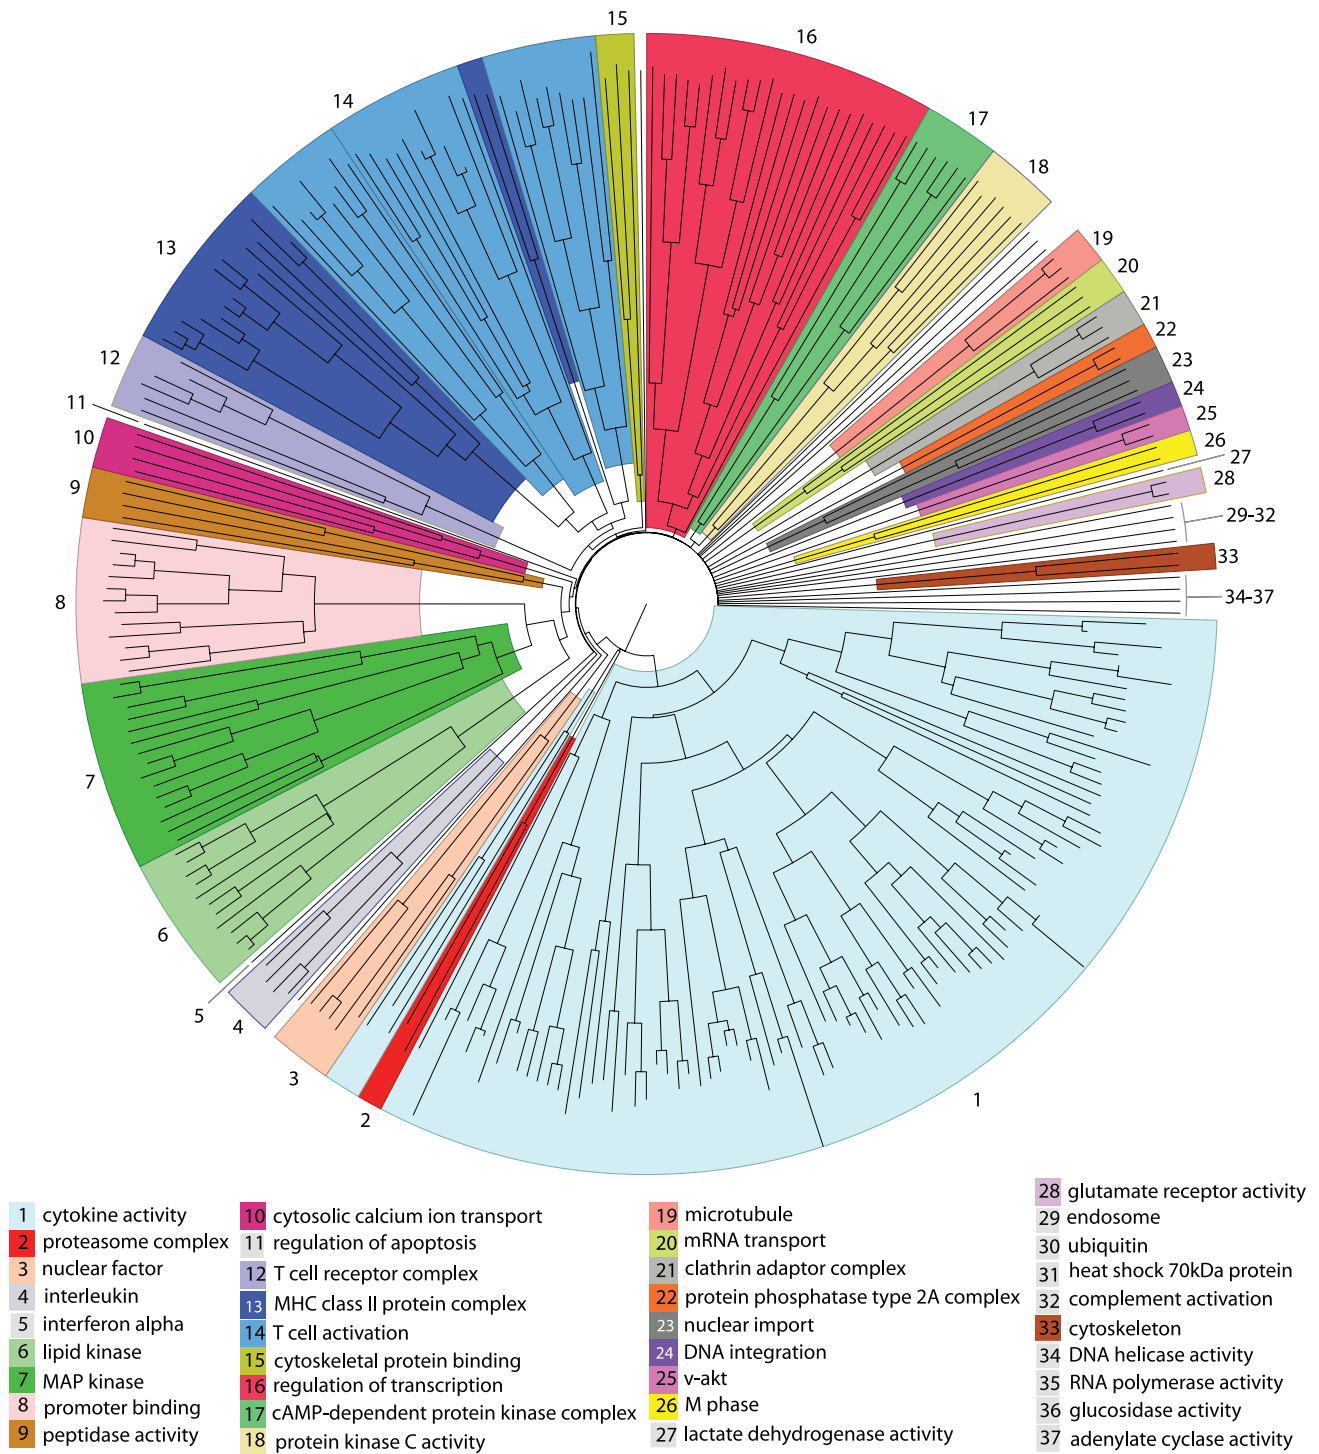 15
16
14
17
18
13
19
20
21
12
22
23
11
24
10
25
26
27
9
28
29-32
33
8
34-37
7
6
5
4
3
2
1
1 cytokine activity
2 proteasome complex
3 nuclear factor
4 interleukin
5 interferon alpha
6 lipid kinase
7 MAP kinase
8 promoter binding
9 peptidase activity
10 cytosolic calcium ion transport
11 regulation of apoptosis
12 T cell receptor complex
13 MHC class II protein complex
14 T cell activation
15 cytoskeletal protein binding
16 regulation of transcription
17 cAMP-dependent protein kinase complex
18 protein kinase C activity
19 microtubule
20 mRNA transport
21 clathrin adaptor complex
22 protein phosphatase type 2A complex
23 nuclear import
24 DNA integration
25 v-akt
26 M phase
27 lactate dehydrogenase activity
28 glutamate receptor activity
29 endosome
30 ubiquitin
31 heat shock 70kDa protein
32 complement activation
33 cytoskeleton
34 DNA helicase activity
35 RNA polymerase activity
36 glucosidase activity
37 adenylate cyclase activity